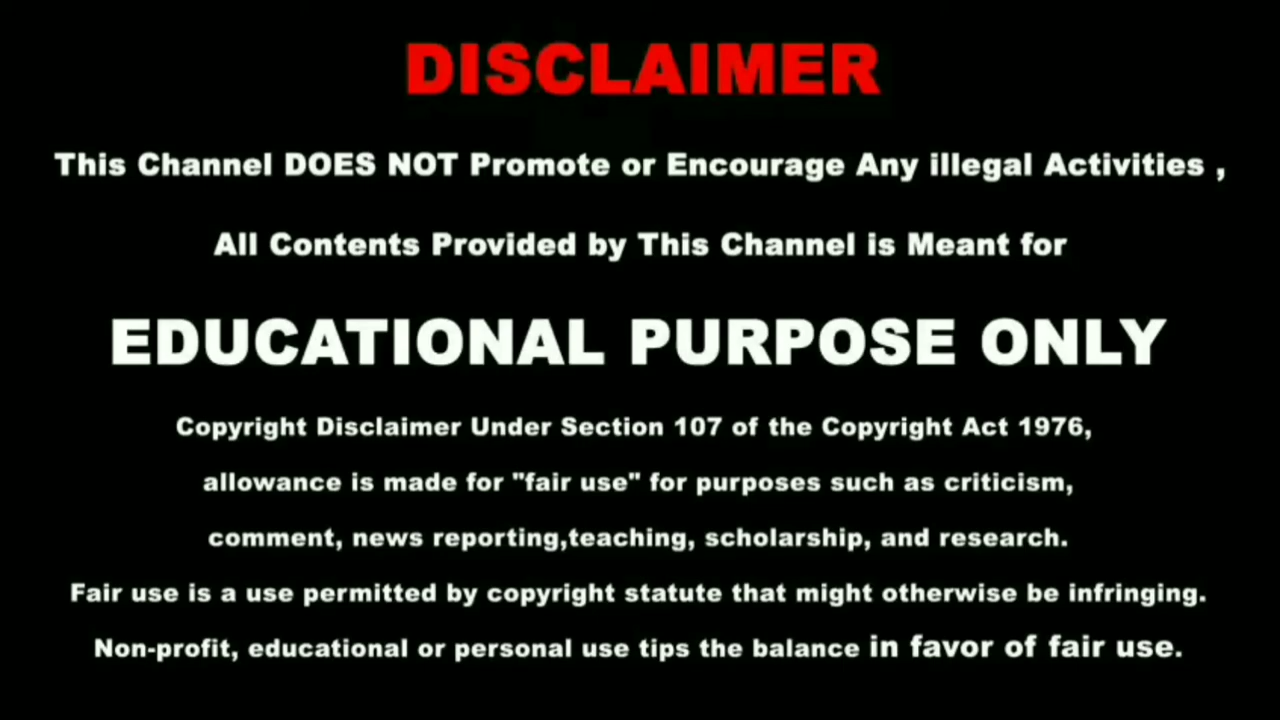 DISCLAIMER
This Channel DOES NOT Promote or Encourage Any illegal Activities ,
All Contents Provided by This Channel is Meant for
EDUCATIONAL PURPOSE ONLY
Copyright Disclaimer Under Section 107 of the Copyright Act 1976,
allowance is made for "fair use" for purposes such as criticism,
comment, news reporting,teaching, scholarship, and research.
Fair use is a use permitted by copyright statute that might otherwise be infringing.
Non-profit, educational or personal use tips the balance in favor of fair use.